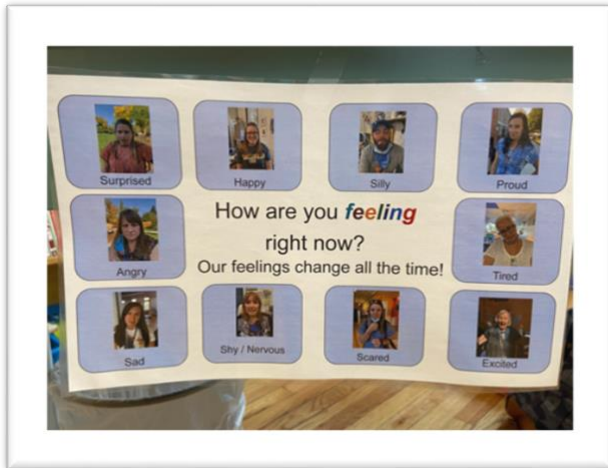 Surprised
Happy
Silly
Proud
How are you feeling
right now?
Our feelings change all the time!
Angry
Tired
Sad
Shy / Nervous
Scared
Excited